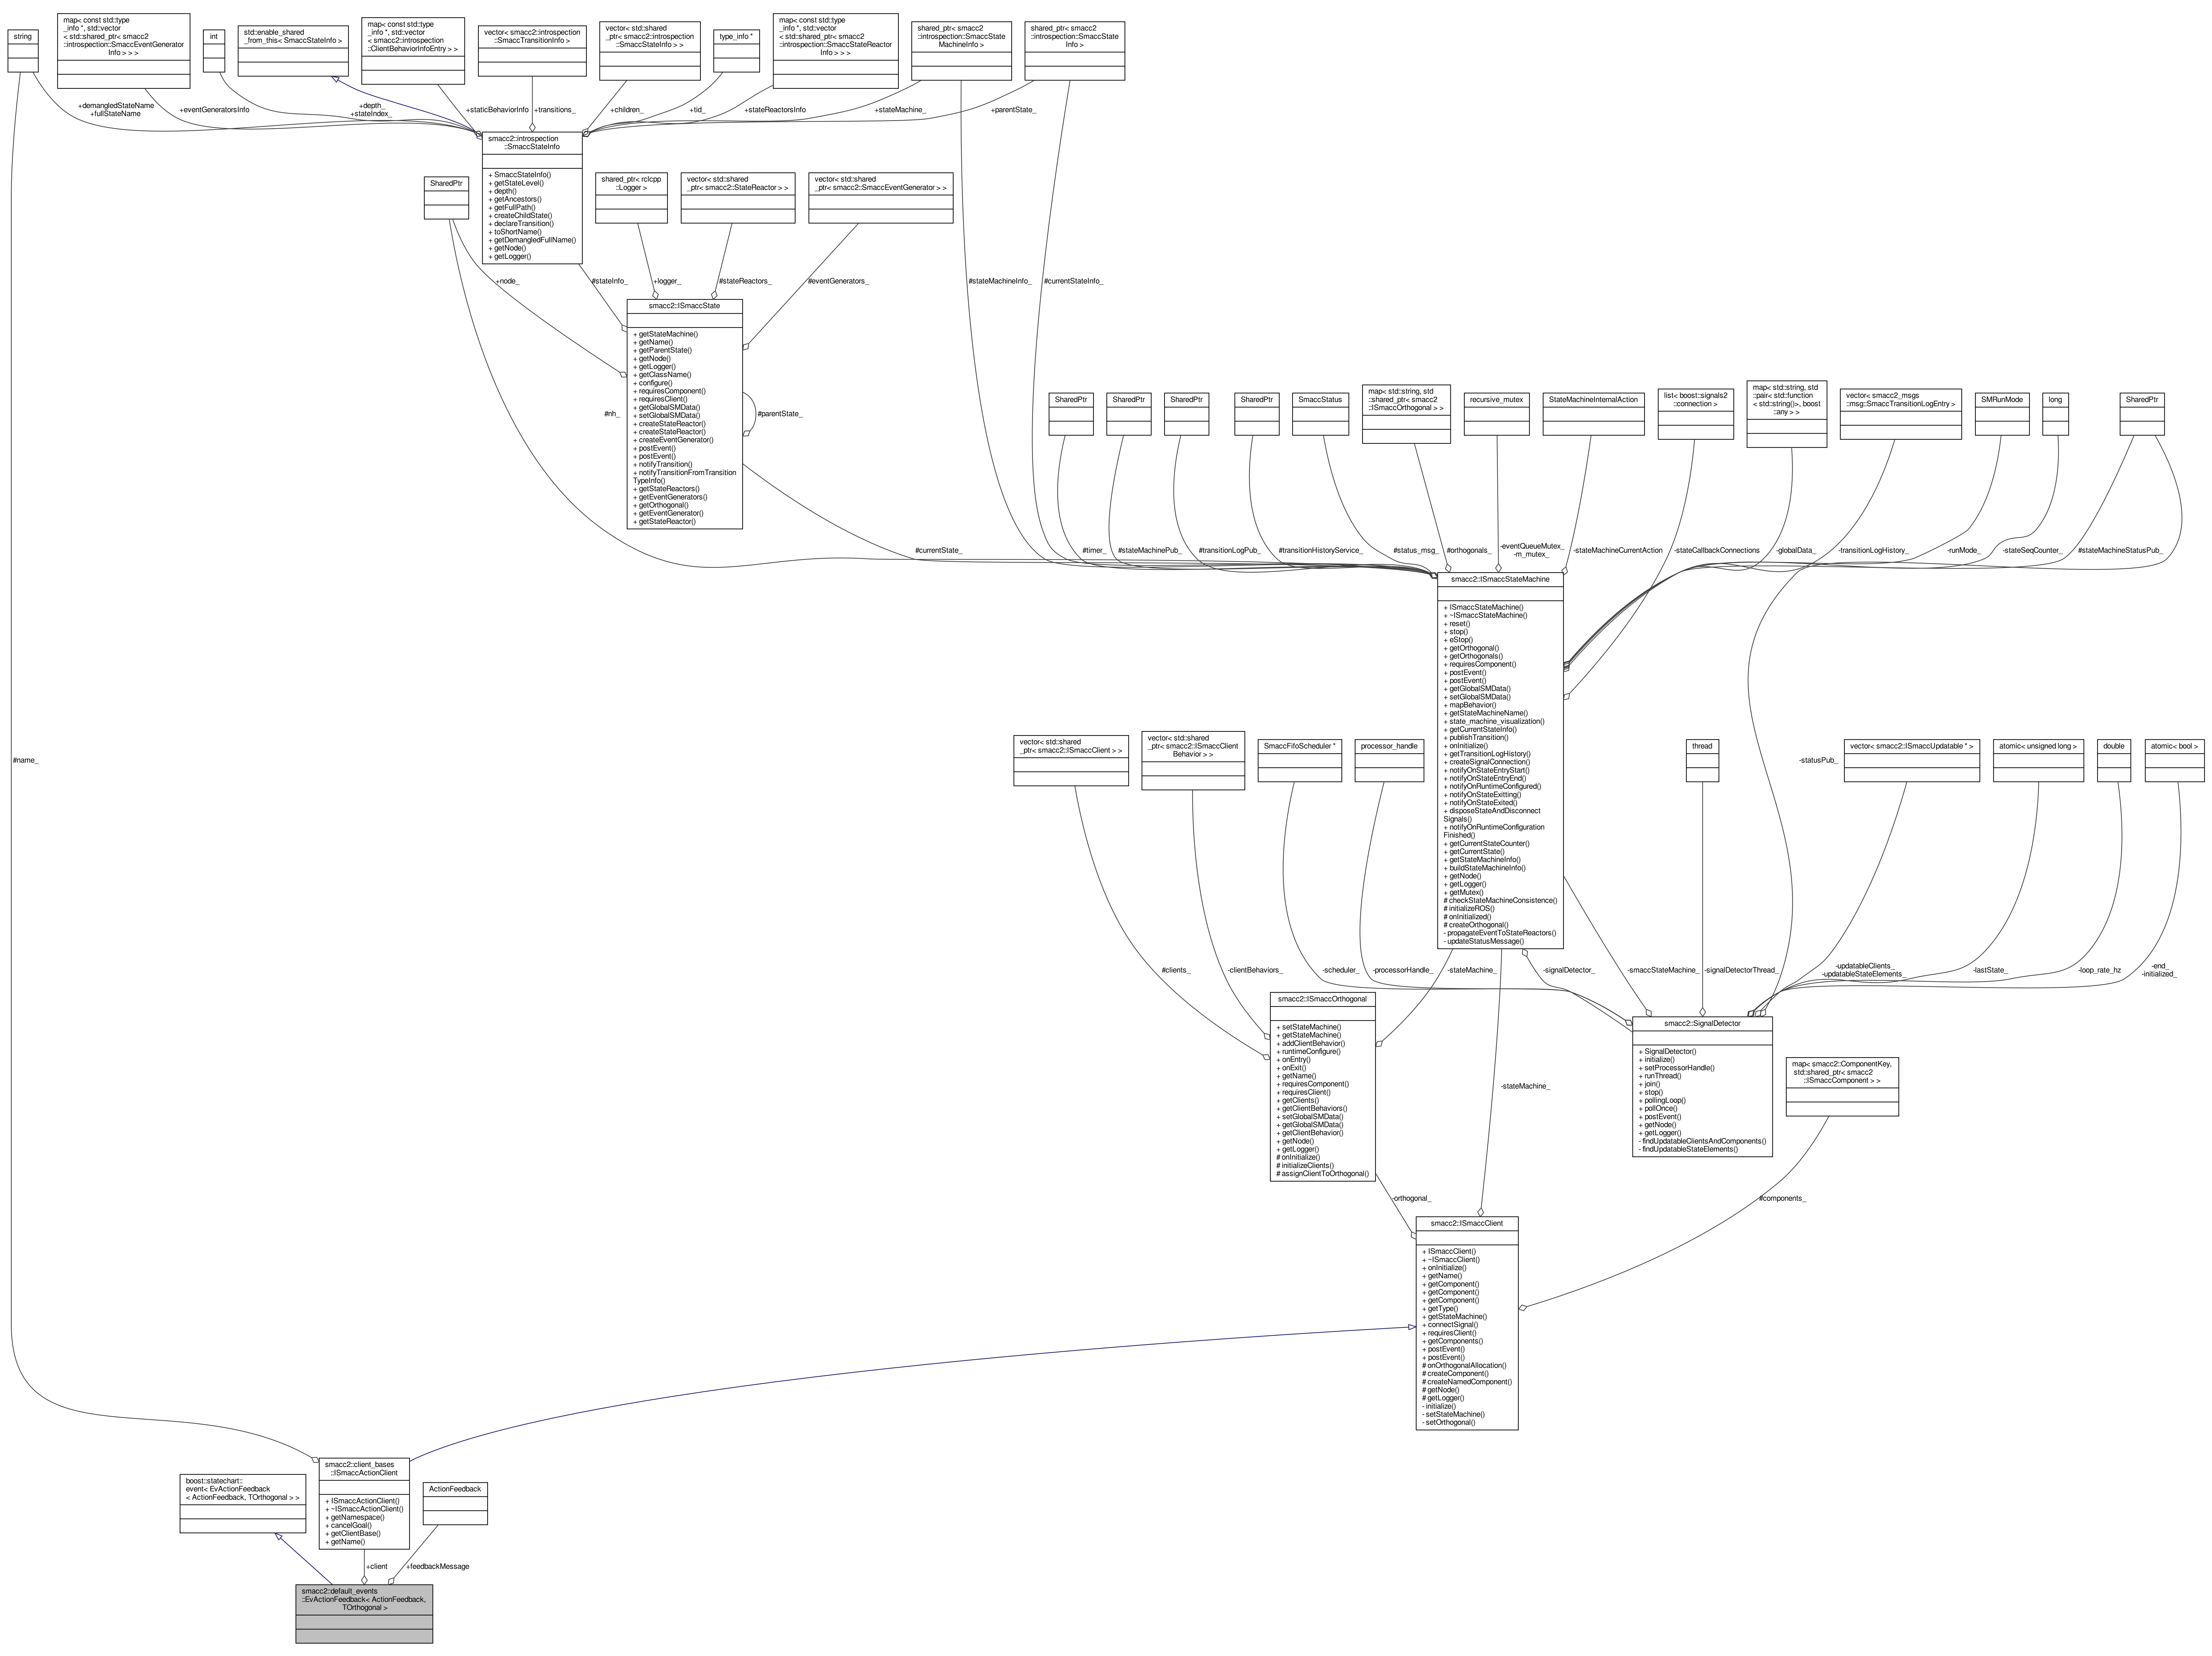 string
map< const std::type
_info *, std::vector
< std::shared_ptr< smacc2
::introspection::SmaccEventGenerator
Info > > >
int
std::enable_shared
_from_this< SmaccStateInfo >
map< const std::type
_info *, std::vector
< smacc2::introspection
::ClientBehaviorInfoEntry > >
vector< smacc2::introspection
::SmaccTransitionInfo >
vector< std::shared
_ptr< smacc2::introspection
::SmaccStateInfo > >
type_info *
map< const std::type
_info *, std::vector
< std::shared_ptr< smacc2
::introspection::SmaccStateReactor
Info > > >
shared_ptr< smacc2
::introspection::SmaccState
MachineInfo >
shared_ptr< smacc2
::introspection::SmaccState
Info >
+demangledStateName
+fullStateName
+eventGeneratorsInfo
+depth_
+stateIndex_
+staticBehaviorInfo
+transitions_
+children_
+tid_
+stateReactorsInfo
+stateMachine_
+parentState_
smacc2::introspection
::SmaccStateInfo
+ SmaccStateInfo()
+ getStateLevel()
+ depth()
+ getAncestors()
+ getFullPath()
+ createChildState()
+ declareTransition()
+ toShortName()
+ getDemangledFullName()
+ getNode()
+ getLogger()
SharedPtr
shared_ptr< rclcpp
::Logger >
vector< std::shared
_ptr< smacc2::StateReactor > >
vector< std::shared
_ptr< smacc2::SmaccEventGenerator > >
+node_
#stateInfo_
+logger_
#stateReactors_
#eventGenerators_
#stateMachineInfo_
#currentStateInfo_
smacc2::ISmaccState
+ getStateMachine()
+ getName()
+ getParentState()
+ getNode()
+ getLogger()
+ getClassName()
+ configure()
+ requiresComponent()
+ requiresClient()
+ getGlobalSMData()
+ setGlobalSMData()
+ createStateReactor()
+ createStateReactor()
+ createEventGenerator()
+ postEvent()
+ postEvent()
+ notifyTransition()
+ notifyTransitionFromTransition
TypeInfo()
+ getStateReactors()
+ getEventGenerators()
+ getOrthogonal()
+ getEventGenerator()
+ getStateReactor()
#nh_
#parentState_
SharedPtr
SharedPtr
SharedPtr
SharedPtr
SmaccStatus
map< std::string, std
::shared_ptr< smacc2
::ISmaccOrthogonal > >
recursive_mutex
StateMachineInternalAction
list< boost::signals2
::connection >
map< std::string, std
::pair< std::function
< std::string()>, boost
::any > >
vector< smacc2_msgs
::msg::SmaccTransitionLogEntry >
SMRunMode
long
SharedPtr
#currentState_
#timer_
#stateMachinePub_
#transitionLogPub_
#transitionHistoryService_
#status_msg_
#orthogonals_
-eventQueueMutex_
-m_mutex_
-stateMachineCurrentAction
-stateCallbackConnections
-globalData_
-transitionLogHistory_
-runMode_
-stateSeqCounter_
#stateMachineStatusPub_
smacc2::ISmaccStateMachine
+ ISmaccStateMachine()
+ ~ISmaccStateMachine()
+ reset()
+ stop()
+ eStop()
+ getOrthogonal()
+ getOrthogonals()
+ requiresComponent()
+ postEvent()
+ postEvent()
+ getGlobalSMData()
+ setGlobalSMData()
+ mapBehavior()
+ getStateMachineName()
+ state_machine_visualization()
+ getCurrentStateInfo()
+ publishTransition()
+ onInitialize()
+ getTransitionLogHistory()
+ createSignalConnection()
+ notifyOnStateEntryStart()
+ notifyOnStateEntryEnd()
+ notifyOnRuntimeConfigured()
+ notifyOnStateExitting()
+ notifyOnStateExited()
+ disposeStateAndDisconnect
Signals()
+ notifyOnRuntimeConfiguration
Finished()
+ getCurrentStateCounter()
+ getCurrentState()
+ getStateMachineInfo()
+ buildStateMachineInfo()
+ getNode()
+ getLogger()
+ getMutex()
# checkStateMachineConsistence()
# initializeROS()
# onInitialized()
# createOrthogonal()
- propagateEventToStateReactors()
- updateStatusMessage()
#name_
vector< std::shared
_ptr< smacc2::ISmaccClient > >
vector< std::shared
_ptr< smacc2::ISmaccClient
Behavior > >
SmaccFifoScheduler *
processor_handle
thread
-statusPub_
vector< smacc2::ISmaccUpdatable * >
atomic< unsigned long >
double
atomic< bool >
#clients_
-clientBehaviors_
-scheduler_
-processorHandle_
-stateMachine_
-signalDetector_
-smaccStateMachine_
-signalDetectorThread_
-updatableClients_
-updatableStateElements_
-lastState_
-loop_rate_hz
-end_
-initialized_
smacc2::ISmaccOrthogonal
+ setStateMachine()
+ getStateMachine()
+ addClientBehavior()
+ runtimeConfigure()
+ onEntry()
+ onExit()
+ getName()
+ requiresComponent()
+ requiresClient()
+ getClients()
+ getClientBehaviors()
+ setGlobalSMData()
+ getGlobalSMData()
+ getClientBehavior()
+ getNode()
+ getLogger()
# onInitialize()
# initializeClients()
# assignClientToOrthogonal()
-stateMachine_
smacc2::SignalDetector
+ SignalDetector()
+ initialize()
+ setProcessorHandle()
+ runThread()
+ join()
+ stop()
+ pollingLoop()
+ pollOnce()
+ postEvent()
+ getNode()
+ getLogger()
- findUpdatableClientsAndComponents()
- findUpdatableStateElements()
map< smacc2::ComponentKey,
std::shared_ptr< smacc2
::ISmaccComponent > >
-orthogonal_
#components_
smacc2::ISmaccClient
+ ISmaccClient()
+ ~ISmaccClient()
+ onInitialize()
+ getName()
+ getComponent()
+ getComponent()
+ getComponent()
+ getType()
+ getStateMachine()
+ connectSignal()
+ requiresClient()
+ getComponents()
+ postEvent()
+ postEvent()
# onOrthogonalAllocation()
# createComponent()
# createNamedComponent()
# getNode()
# getLogger()
- initialize()
- setStateMachine()
- setOrthogonal()
boost::statechart::
event< EvActionFeedback
< ActionFeedback, TOrthogonal > >
smacc2::client_bases
::ISmaccActionClient
+ ISmaccActionClient()
+ ~ISmaccActionClient()
+ getNamespace()
+ cancelGoal()
+ getClientBase()
+ getName()
ActionFeedback
+client
+feedbackMessage
smacc2::default_events
::EvActionFeedback< ActionFeedback,
TOrthogonal >